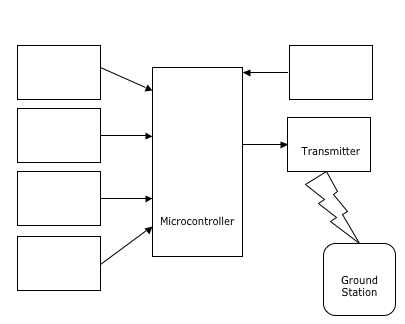 Transmitter
Microcontroller
Ground
Station